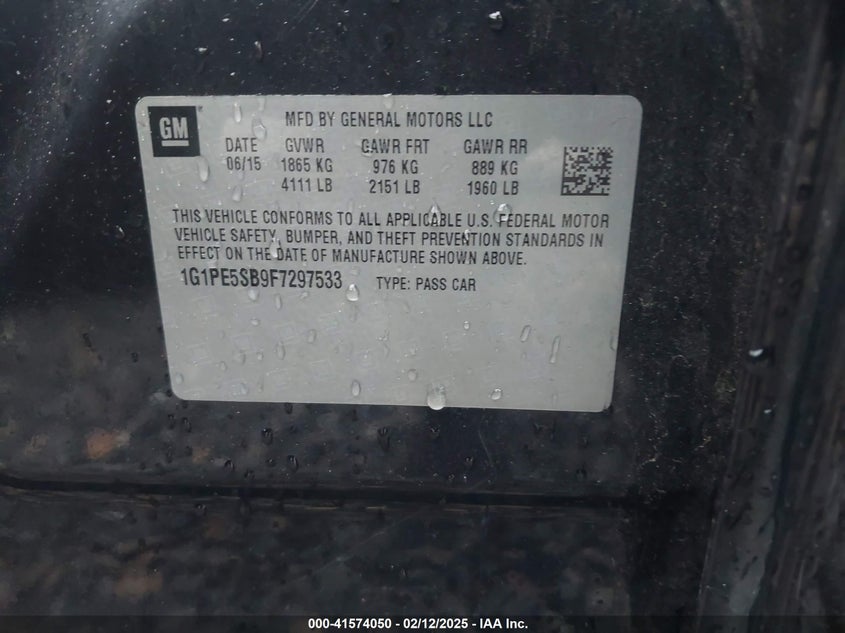 GM
MFD BY GENERAL MOTORS LLC
DATE GVWR GAWR FRT GAWR RR
06/15 1865 KG 976 KG 889 KG
4111 LB 2151 LB 1960 LB
THIS VEHICLE CONFORMS TO ALL APPLICABLE U.S. FEDERAL MOTOR
VEHICLE SAFETY, BUMPER, AND THEFT PREVENTION STANDARDS IN
EFFECT ON THE DATE OF MANUFACTURE SHOWN ABOVE.
1G1PE5SB9F7297533 TYPE: PASS CAR
000-41574050 - 02/12/2025 - IAA Inc.